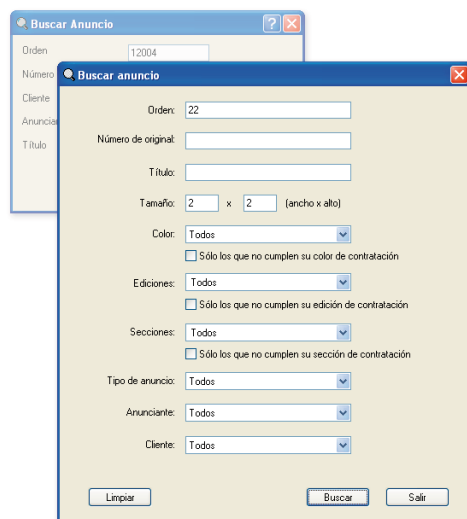 Buscar Anuncio
Orden 12004
Número
Cliente
Título
Buscar anuncio
Orden: 22
Número de original:
Título:
Tamaño: 2 x 2 (ancho x alto)
Color: Todos
Sólo los que no cumplen su color de contratación
Ediciones: Todos
Sólo los que no cumplen su edición de contratación
Secciones: Todos
Sólo los que no cumplen su sección de contratación
Tipo de anuncio: Todos
Anunciante: Todos
Cliente: Todos
Limpiar Buscar Salir